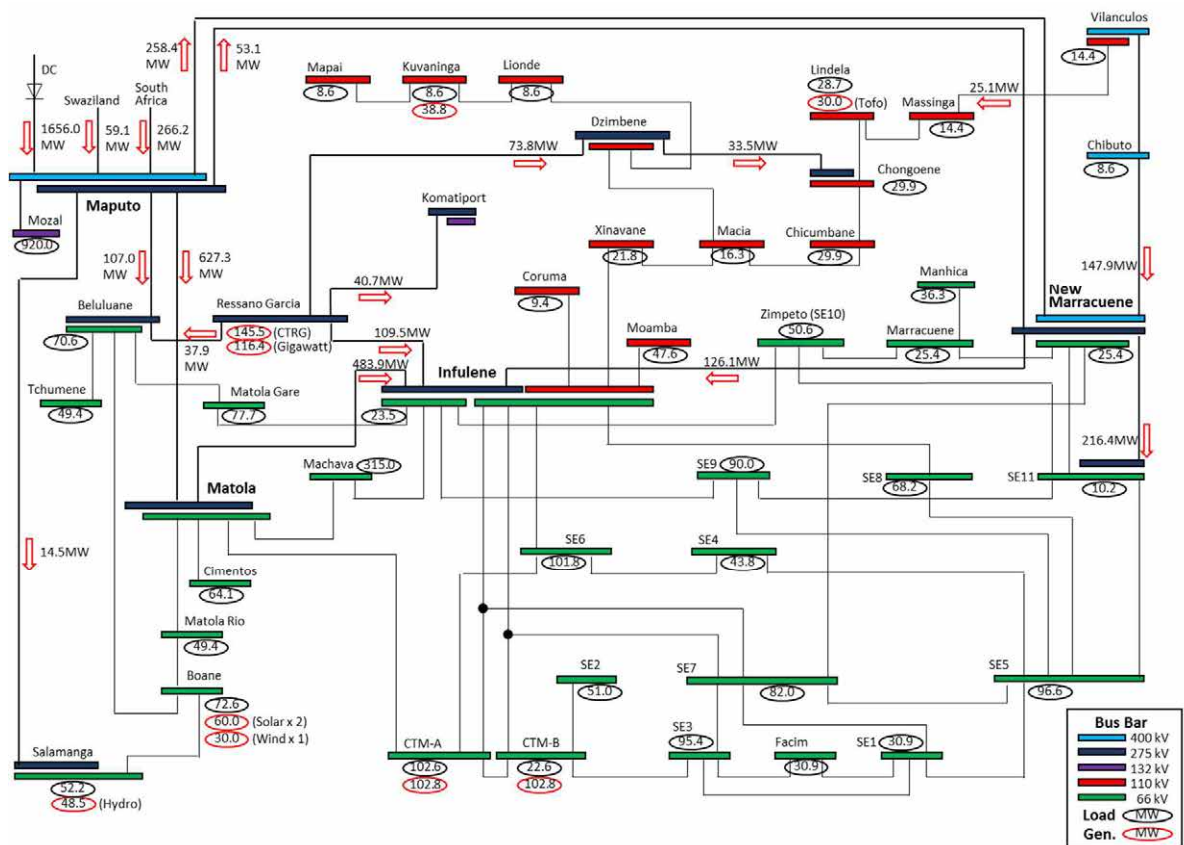 Vilanculos
14.4
258.4
MW
53.1
MW
DC
Swaziland
South
Africa
1656.0
MW
59.1
MW
266.2
MW
Mapai
8.6
Kuvaninga
8.6
38.8
Lionde
8.6
Lindela
28.7
30.0 (Tofo)
Massinga
14.4
25.1MW
Dzimbene
73.8MW
33.5MW
Chibuto
8.6
Chongoene
29.9
Maputo
Mozal
920.0
Komatiport
Xinavane
21.8
Macia
16.3
Chicumbane
29.9
107.0
MW
627.3
MW
40.7MW
Coruma
9.4
Manhica
36.3
147.9MW
New
Marracuene
25.4
Beluluane
70.6
Ressano Garcia
145.5 (CTRG)
116.4 (Gigawatt)
109.5MW
37.9
MW
483.9MW
Moamba
47.6
Zimpeto (SE10)
50.6
Marracuene
25.4
126.1MW
Infulene
23.5
Tchumene
49.4
Matola Gare
77.7
216.4MW
Machava 315.0
SE9
90.0
SE8
68.2
SE11
10.2
Matola
14.5MW
SE6
101.8
SE4
43.8
Cimentos
64.1
Matola Rio
49.4
Boane
72.6
60.0 (Solar x 2)
30.0 (Wind x 1)
SE2
51.0
SE7
82.0
SE5
96.6
Salamanga
52.2
48.5 (Hydro)
CTM-A
102.6
102.8
CTM-B
22.6
102.8
SE3
95.4
Facim
30.9
SE1
30.9
Bus Bar
400 kV
275 kV
132 kV
110 kV
66 kV
Load MW
Gen. MW